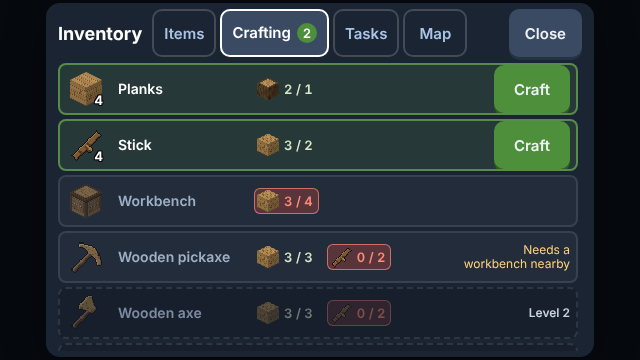 Inventory Items Crafting 2 Tasks Map Close
4 Planks 2 / 1 Craft
4 Stick 3 / 2 Craft
Workbench 3 / 4
Wooden pickaxe 3 / 3 0 / 2 Needs a
workbench nearby
Wooden axe 3 / 3 0 / 2 Level 2